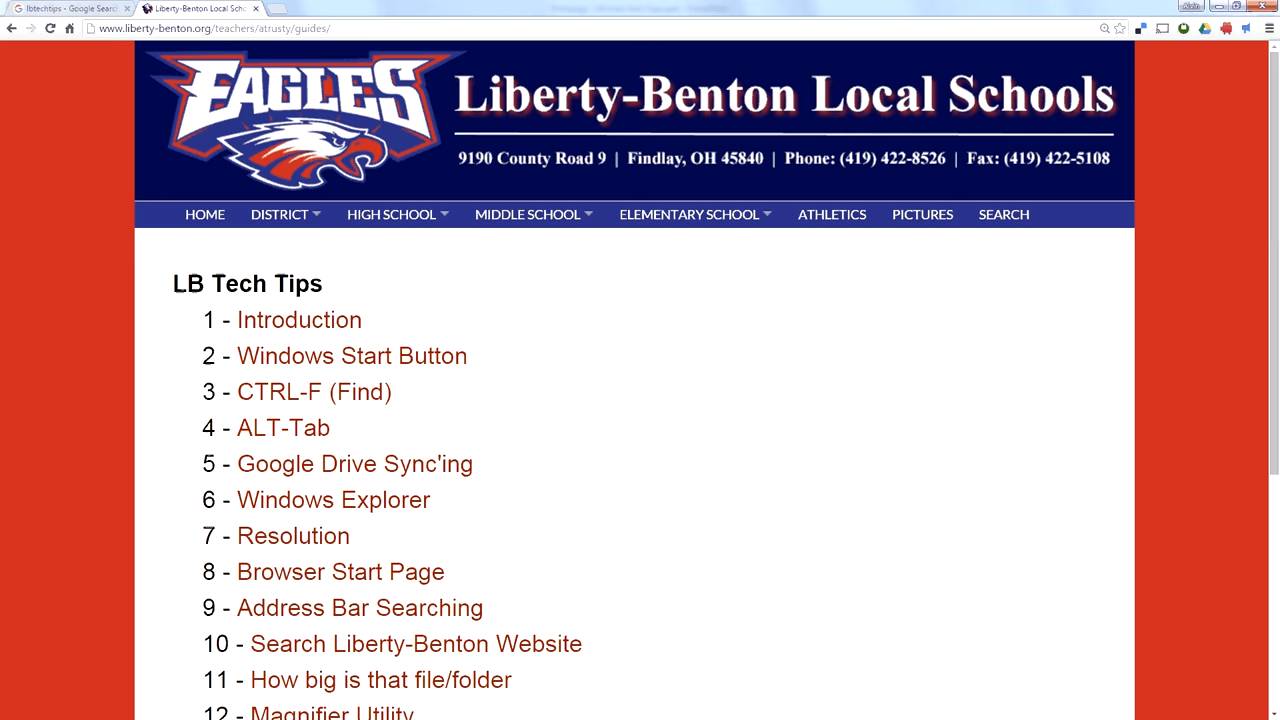 lbtechtips - Google Searc
Liberty-Benton Local Scho
Alvin
www.liberty-benton.org/teachers/atrusty/guides/
EAGLES
Liberty-Benton Local Schools
9190 County Road 9 | Findlay, OH 45840 | Phone: (419) 422-8526 | Fax: (419) 422-5108
HOME DISTRICT HIGH SCHOOL MIDDLE SCHOOL ELEMENTARY SCHOOL ATHLETICS PICTURES SEARCH
LB Tech Tips
1 - Introduction
2 - Windows Start Button
3 - CTRL-F (Find)
4 - ALT-Tab
5 - Google Drive Sync'ing
6 - Windows Explorer
7 - Resolution
8 - Browser Start Page
9 - Address Bar Searching
10 - Search Liberty-Benton Website
11 - How big is that file/folder
12 - Magnifier Utility